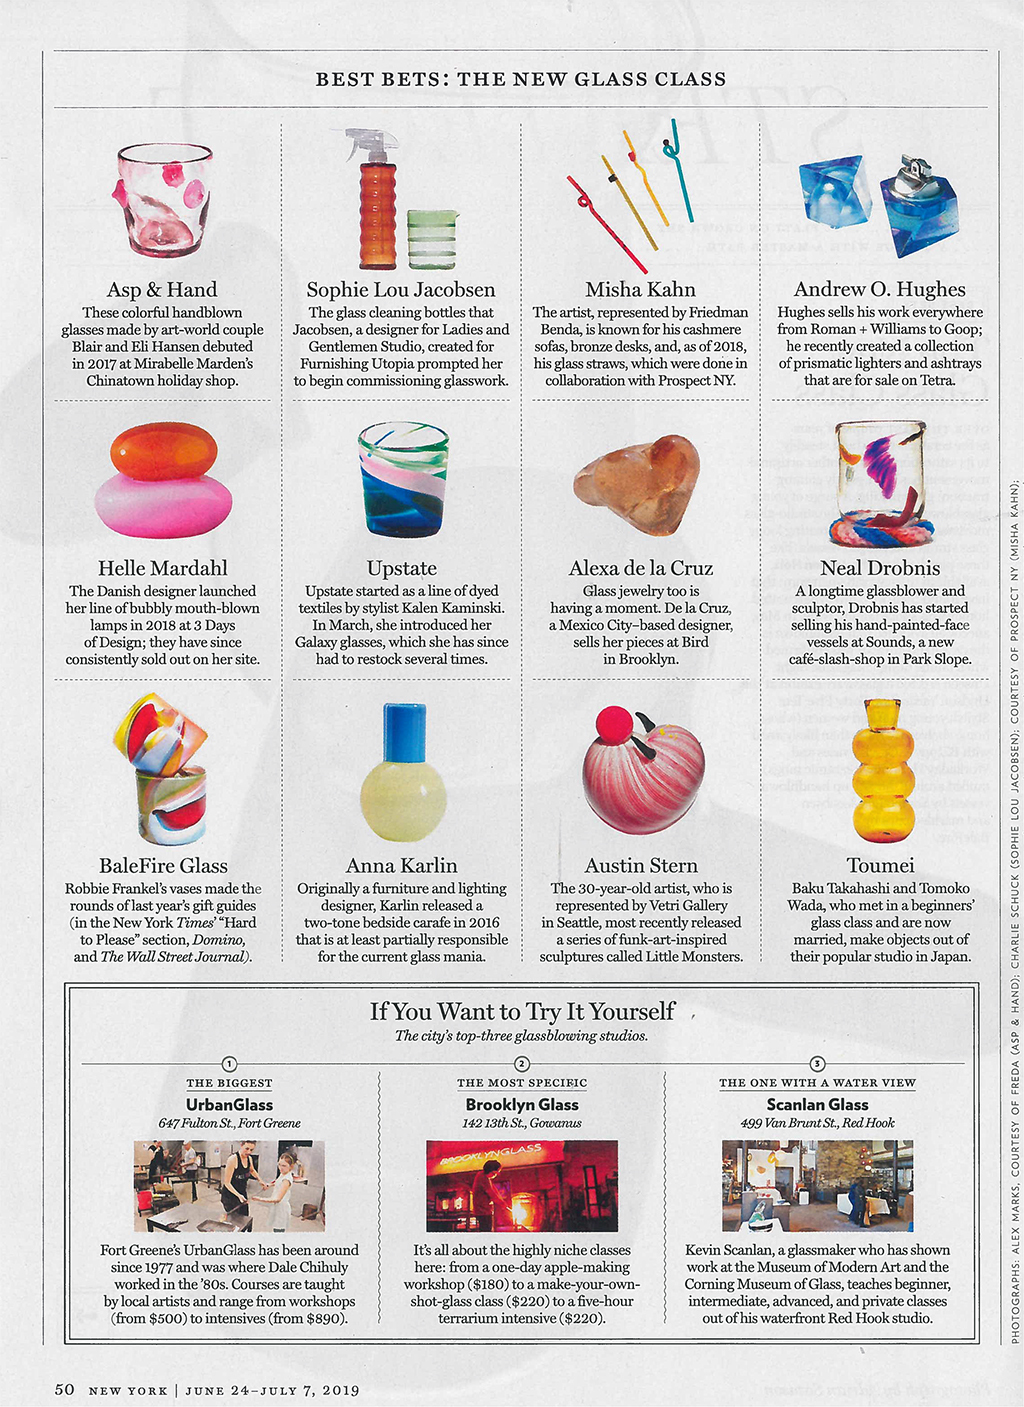 BEST BETS: THE NEW GLASS CLASS
Asp & Hand
These colorful handblown
glasses made by art-world couple
Blair and Eli Hansen debuted
in 2017 at Mirabelle Marden's
Chinatown holiday shop.
Sophie Lou Jacobsen
The glass cleaning bottles that
Jacobsen, a designer for Ladies and
Gentlemen Studio, created for
Furnishing Utopia prompted her
to begin commissioning glasswork.
Misha Kahn
The artist, represented by Friedman
Benda, is known for his cashmere
sofas, bronze desks, and, as of 2018,
his glass straws, which were done in
collaboration with Prospect NY.
Andrew O. Hughes
Hughes sells his work everywhere
from Roman + Williams to Goop;
he recently created a collection
of prismatic lighters and ashtrays
that are for sale on Tetra.
Helle Mardahl
The Danish designer launched
her line of bubbly mouth-blown
lamps in 2018 at 3 Days
of Design; they have since
consistently sold out on her site.
Upstate
Upstate started as a line of dyed
textiles by stylist Kalen Kaminski.
In March, she introduced her
Galaxy glasses, which she has since
had to restock several times.
Alexa de la Cruz
Glass jewelry too is
having a moment. De la Cruz,
a Mexico City–based designer,
sells her pieces at Bird
in Brooklyn.
Neal Drobnis
A longtime glassblower and
sculptor, Drobnis has started
selling his hand-painted-face
vessels at Sounds, a new
café-slash-shop in Park Slope.
BaleFire Glass
Robbie Frankel's vases made the
rounds of last year's gift guides
(in the New York Times' "Hard
to Please" section, Domino,
and The Wall Street Journal).
Anna Karlin
Originally a furniture and lighting
designer, Karlin released a
two-tone bedside carafe in 2016
that is at least partially responsible
for the current glass mania.
Austin Stern
The 30-year-old artist, who is
represented by Vetri Gallery
in Seattle, most recently released
a series of funk-art-inspired
sculptures called Little Monsters.
Toumei
Baku Takahashi and Tomoko
Wada, who met in a beginners'
glass class and are now
married, make objects out of
their popular studio in Japan.
If You Want to Try It Yourself
The city's top-three glassblowing studios.
1
THE BIGGEST
UrbanGlass
647 Fulton St., Fort Greene
Fort Greene's UrbanGlass has been around
since 1977 and was where Dale Chihuly
worked in the '80s. Courses are taught
by local artists and range from workshops
(from $500) to intensives (from $890).
2
THE MOST SPECIFIC
Brooklyn Glass
142 13th St., Gowanus
BROOKLYNGLASS
It's all about the highly niche classes
here: from a one-day apple-making
workshop ($180) to a make-your-own-
shot-glass class ($220) to a five-hour
terrarium intensive ($220).
3
THE ONE WITH A WATER VIEW
Scanlan Glass
499 Van Brunt St., Red Hook
Kevin Scanlan, a glassmaker who has shown
work at the Museum of Modern Art and the
Corning Museum of Glass, teaches beginner,
intermediate, advanced, and private classes
out of his waterfront Red Hook studio.
50 NEW YORK | JUNE 24–JULY 7, 2019
PHOTOGRAPHS: ALEX MARKS, COURTESY OF FREDA (ASP & HAND); CHARLIE SCHUCK (SOPHIE LOU JACOBSEN); COURTESY OF PROSPECT NY (MISHA KAHN);